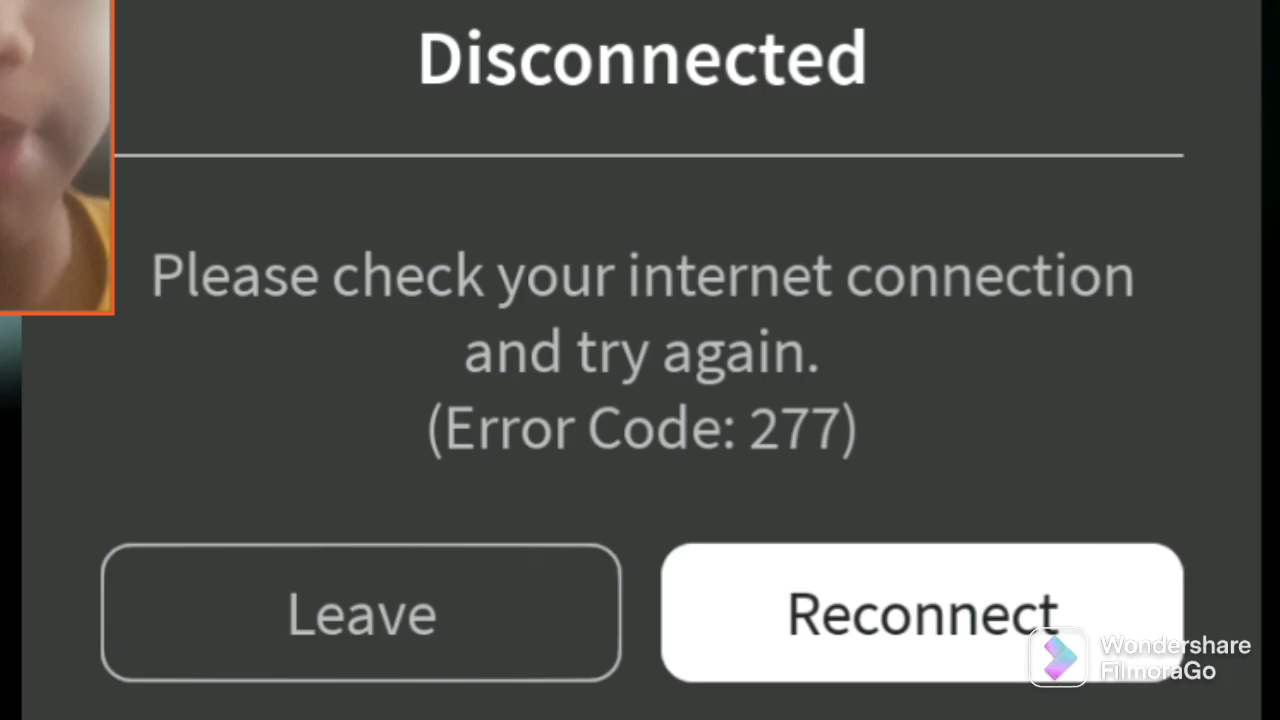 Disconnected
Please check your internet connection
and try again.
(Error Code: 277)
Leave
Reconnect
Wondershare
FilmoraGo